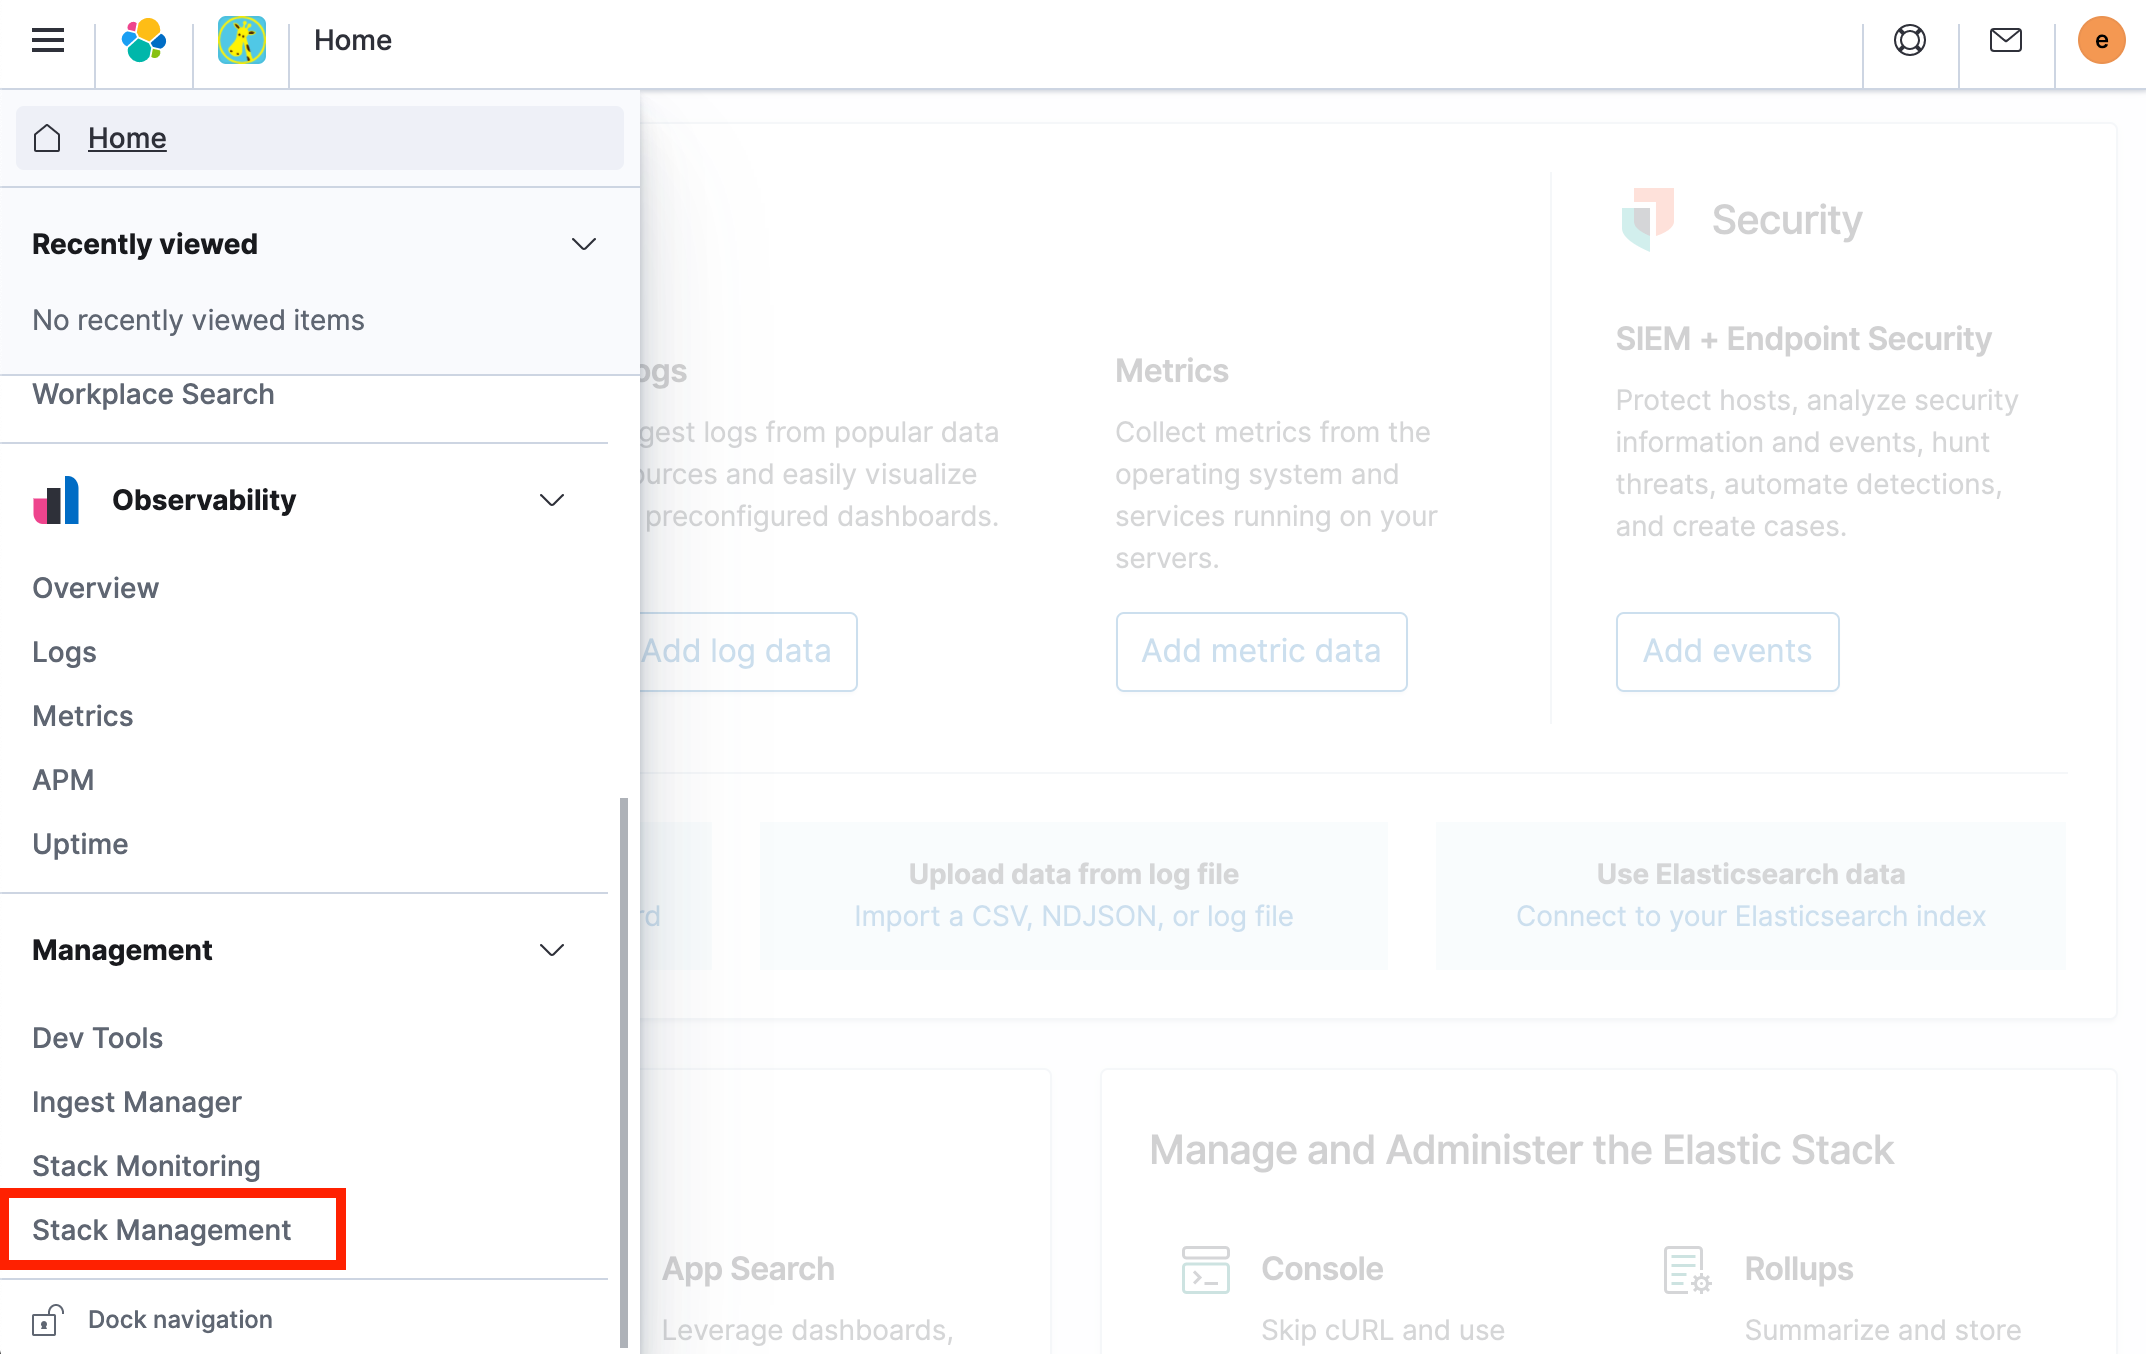 Home
e
Home
Recently viewed
No recently viewed items
Workplace Search
Observability
Overview
Logs
Metrics
APM
Uptime
Management
Dev Tools
Ingest Manager
Stack Monitoring
Stack Management
Dock navigation
ogs
gest logs from popular data
urces and easily visualize
preconfigured dashboards.
Add log data
Metrics
Collect metrics from the
operating system and
services running on your
servers.
Add metric data
Security
SIEM + Endpoint Security
Protect hosts, analyze security
information and events, hunt
threats, automate detections,
and create cases.
Add events
rd
Upload data from log file
Import a CSV, NDJSON, or log file
Use Elasticsearch data
Connect to your Elasticsearch index
App Search
Leverage dashboards,
Manage and Administer the Elastic Stack
Console
Skip cURL and use
Rollups
Summarize and store